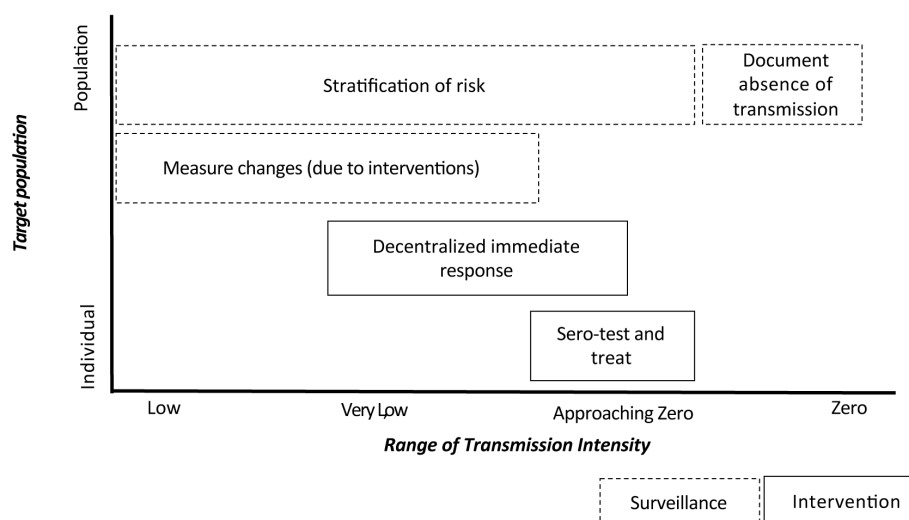 Population
Stratification of risk
Document
absence of
transmission
Target population
Measure changes (due to interventions)
Decentralized immediate
response
Individual
Sero-test and
treat
Low
Very Low
Approaching Zero
Zero
Range of Transmission Intensity
Surveillance
Intervention